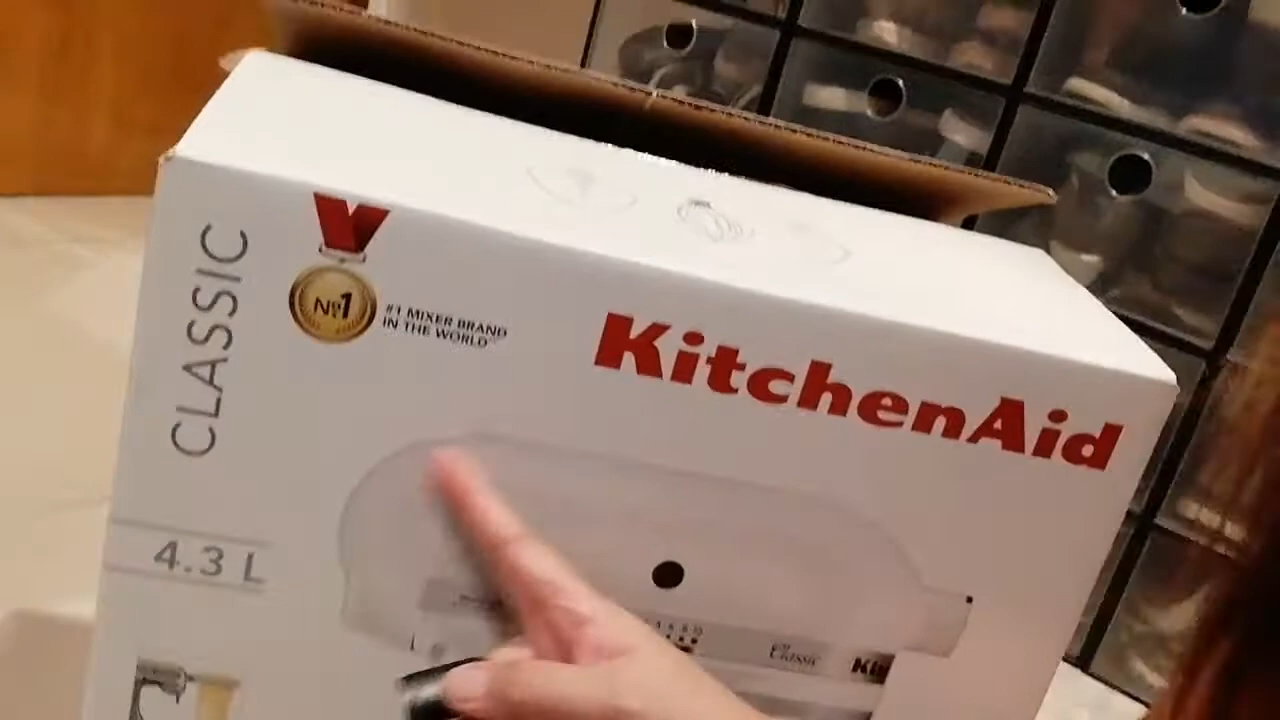 CLASSIC
Nº1
#1 MIXER BRAND
IN THE WORLD
KitchenAid
4.3 L
Classic